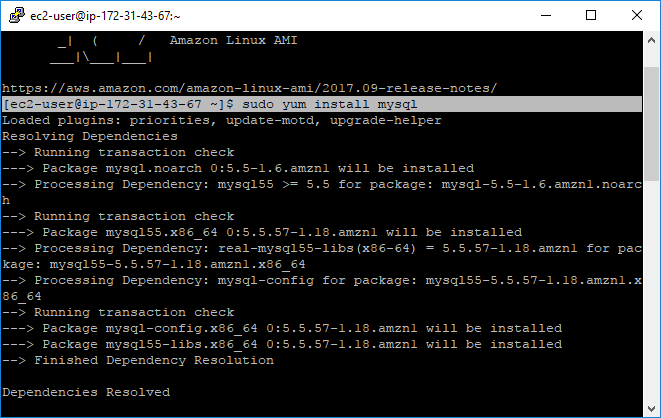 ec2-user@ip-172-31-43-67:~
_|  (     /   Amazon Linux AMI
___|\___|___|
https://aws.amazon.com/amazon-linux-ami/2017.09-release-notes/
[ec2-user@ip-172-31-43-67 ~]$ sudo yum install mysql
Loaded plugins: priorities, update-motd, upgrade-helper
Resolving Dependencies
--> Running transaction check
---> Package mysql.noarch 0:5.5-1.6.amzn1 will be installed
--> Processing Dependency: mysql55 >= 5.5 for package: mysql-5.5-1.6.amzn1.noarc
h
--> Running transaction check
---> Package mysql55.x86_64 0:5.5.57-1.18.amzn1 will be installed
--> Processing Dependency: real-mysql55-libs(x86-64) = 5.5.57-1.18.amzn1 for pac
kage: mysql55-5.5.57-1.18.amzn1.x86_64
--> Processing Dependency: mysql-config for package: mysql55-5.5.57-1.18.amzn1.x
86_64
--> Running transaction check
---> Package mysql-config.x86_64 0:5.5.57-1.18.amzn1 will be installed
---> Package mysql55-libs.x86_64 0:5.5.57-1.18.amzn1 will be installed
--> Finished Dependency Resolution
Dependencies Resolved